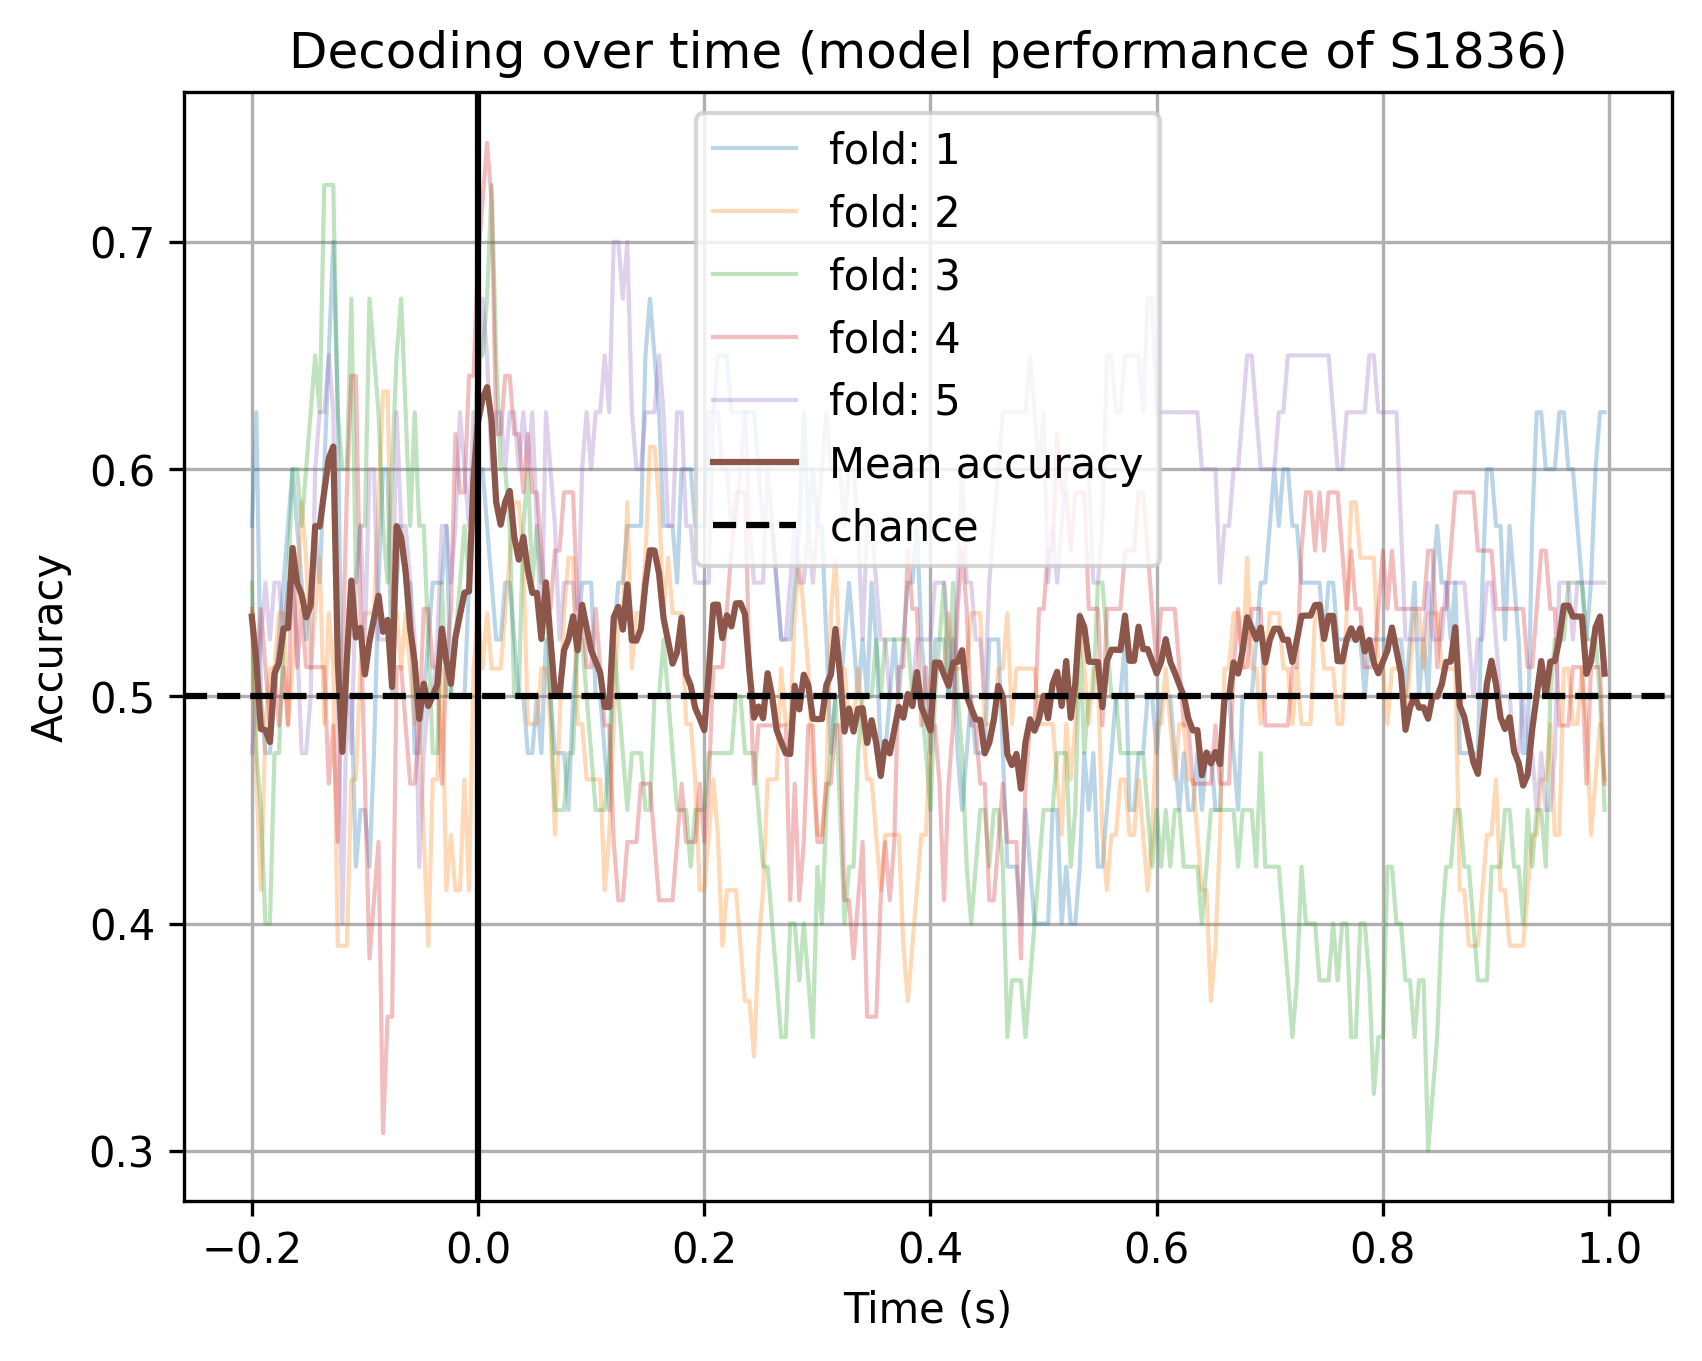 Decoding over time (model performance of S1836)
fold: 1
fold: 2
fold: 3
fold: 4
fold: 5
Mean accuracy
chance
Accuracy
0.7
0.6
0.5
0.4
0.3
−0.2 0.0 0.2 0.4 0.6 0.8 1.0
Time (s)